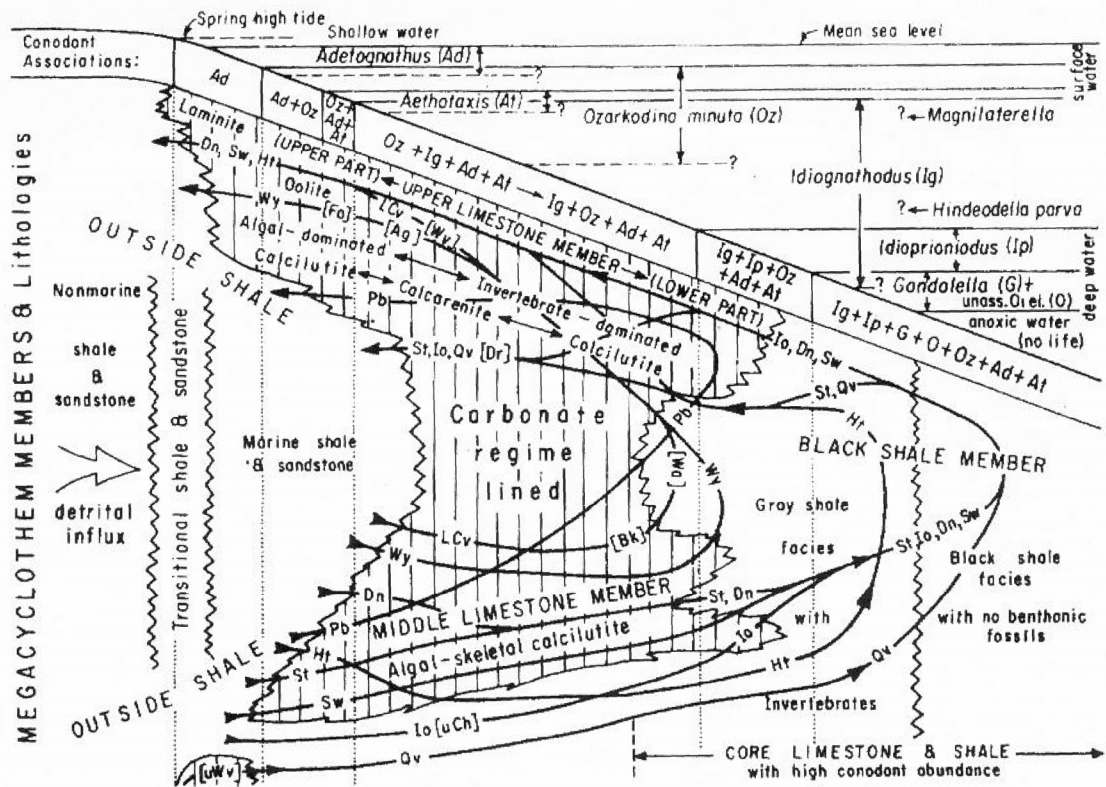 Spring high tide
Shallow water
Mean sea level
Conodant
Associations:
Adetognathus (Ad)
?
surface
water
Ad
Ad+Oz
Oz+
Ad+
At
Aethotaxis (At)
?
Ozarkodina minuta (Oz)
? Magnilaterella
Oz+Ig+Ad+At
Ig+Oz+Ad+At
?
Idiognathodus (Ig)
? Hindeodella parva
Idioprioniodus (Ip)
? Gondolella (G)+
unass. Oi el. (O)
anoxic water
(no life)
deep water
Ig+Ip+Oz
+Ad+At
Ig+Ip+G+O+Oz+Ad+At
MEGACYCLOTHEM MEMBERS & Lithologies
Laminite
Dn, Sw, Ht
(UPPER PART)
UPPER LIMESTONE MEMBER
(LOWER PART)
Oolite
Wy
[Fa]
[Ag]
LCv
[Wv]
Algal-dominated
Invertebrate-dominated
Calcilutite
Calcarenite
Calcilutite
Pb
St, Io, Qv [Dr]
Io, Dn, Sw
OUTSIDE SHALE
Nonmarine
shale
&
sandstone
detrital
influx
Transitional shale & sandstone
Marine shale
& sandstone
Carbonate
regime
lined
Pb
[Wa]
Wv
St, Qv
Ht
BLACK SHALE MEMBER
Gray shale
facies
with
Invertebrates
St, Io, Dn, Sw
Black shale
facies
with no benthonic
fossils
LCv
[Bk]
Wy
Dn
St, Dn
MIDDLE LIMESTONE MEMBER
Pb
Algal-skeletal calcilutite
Io
Ht
Ht
St
Qv
OUTSIDE SHALE
Sw
Io [uCh]
[uWv]
Qv
CORE LIMESTONE & SHALE
with high conodont abundance